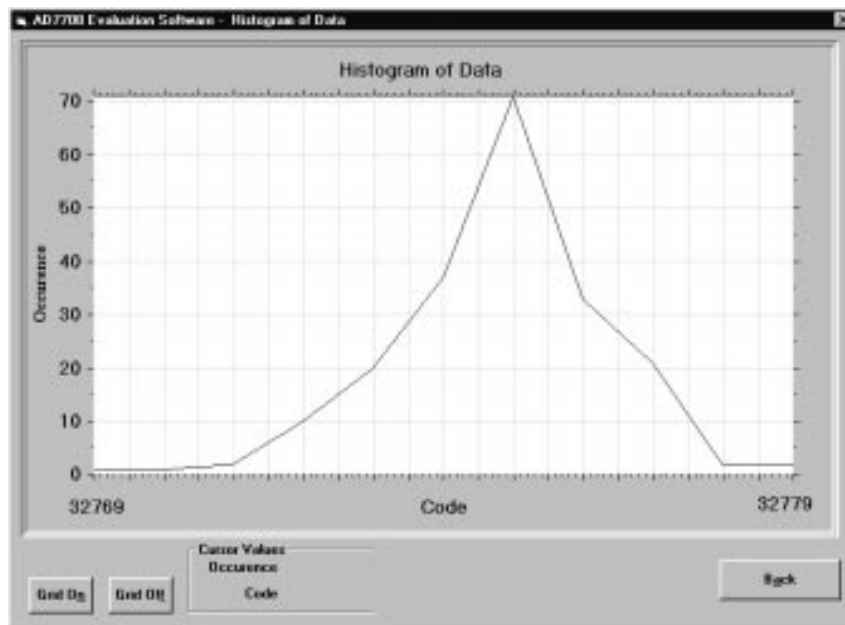 AD7708 Evaluation Software - Histogram of Data
Histogram of Data
70
60
50
40
30
20
10
0
Occurence
32769
Code
32779
Cursor Values
Occurence
Code
Grid On
Grid Off
Back